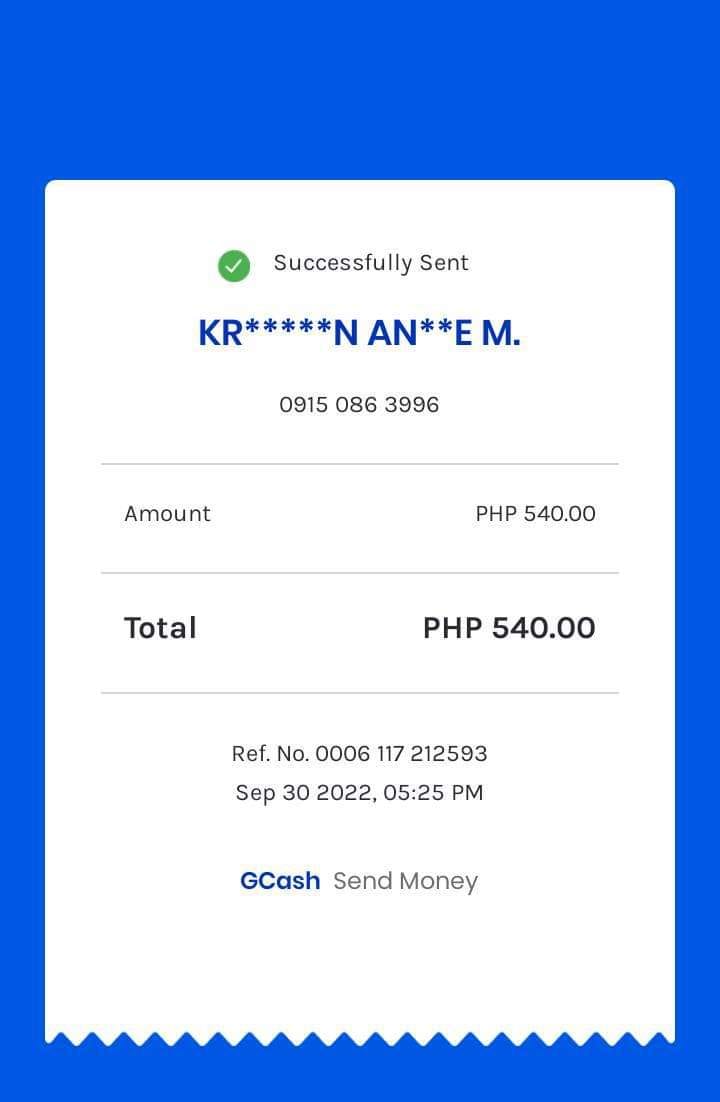 Successfully Sent
KR*****N AN**E M.
0915 086 3996
Amount PHP 540.00
Total PHP 540.00
Ref. No. 0006 117 212593
Sep 30 2022, 05:25 PM
GCash Send Money